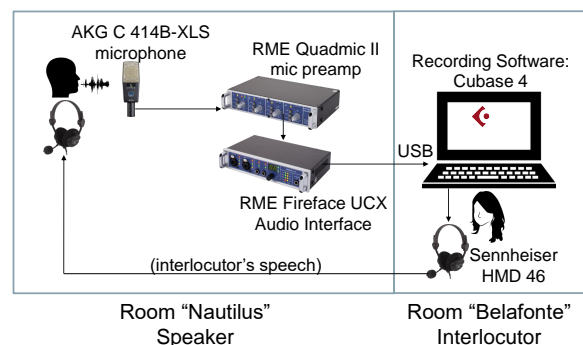 AKG C 414B-XLS
microphone
RME Quadmic II
mic preamp
Recording Software:
Cubase 4
USB
RME Fireface UCX
Audio Interface
Sennheiser
HMD 46
(interlocutor's speech)
Room “Nautilus”
Speaker
Room “Belafonte”
Interlocutor